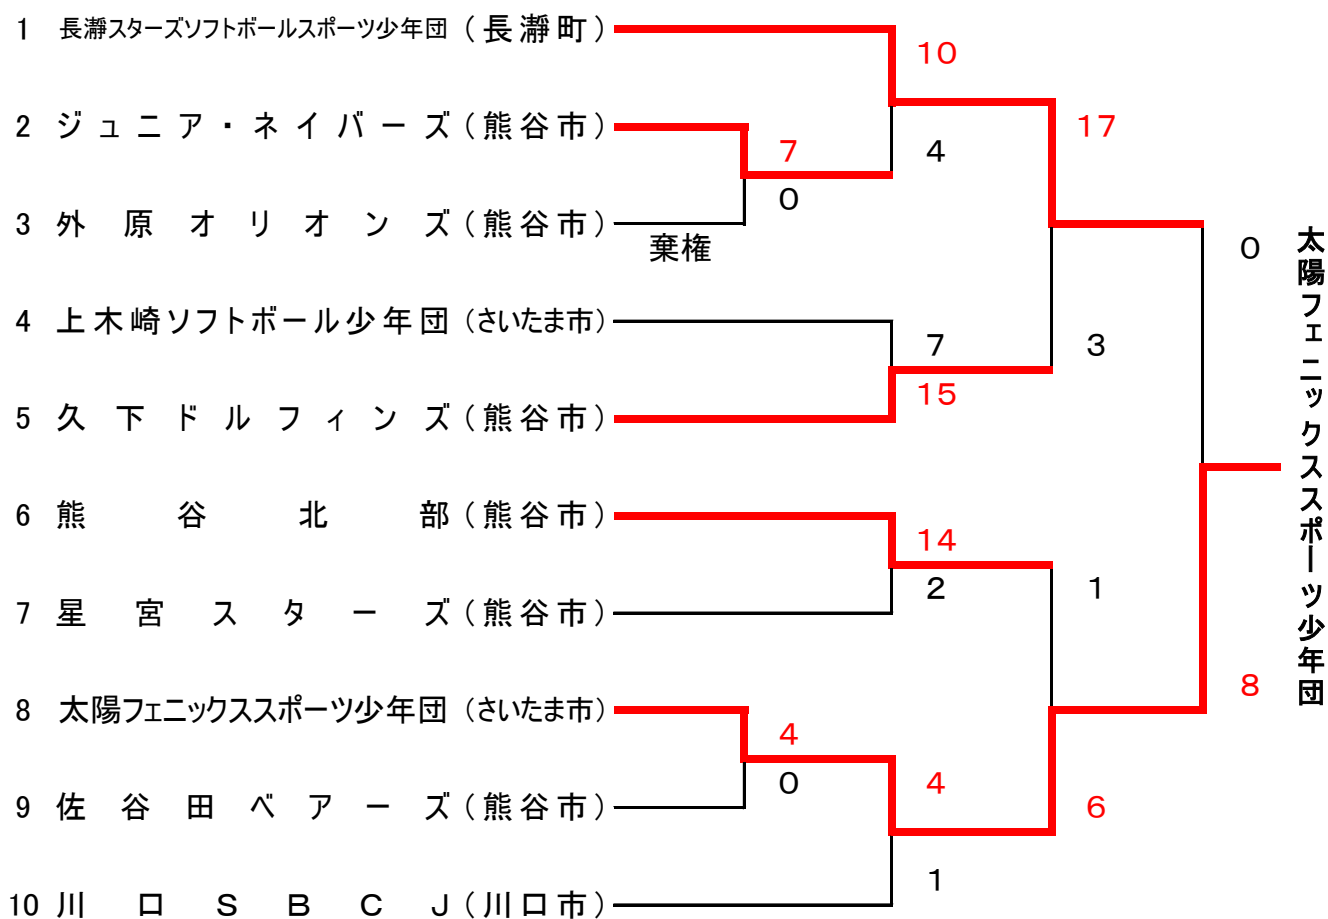 1 長瀞スターズソフトボールスポーツ少年団 (長瀞町)
10
2 ジュニア・ネイバーズ (熊谷市)
17
7
4
0
3 外原オリオンズ (熊谷市)
棄権
0
4 上木崎ソフトボール少年団 (さいたま市)
7
3
15
5 久下ドルフィンズ (熊谷市)
太陽フェニックススポーツ少年団
6 熊谷北部 (熊谷市)
14
2
1
7 星宮スターズ (熊谷市)
8
8 太陽フェニックススポーツ少年団 (さいたま市)
4
0
4
6
9 佐谷田ベアーズ (熊谷市)
1
10 川口SBCJ (川口市)